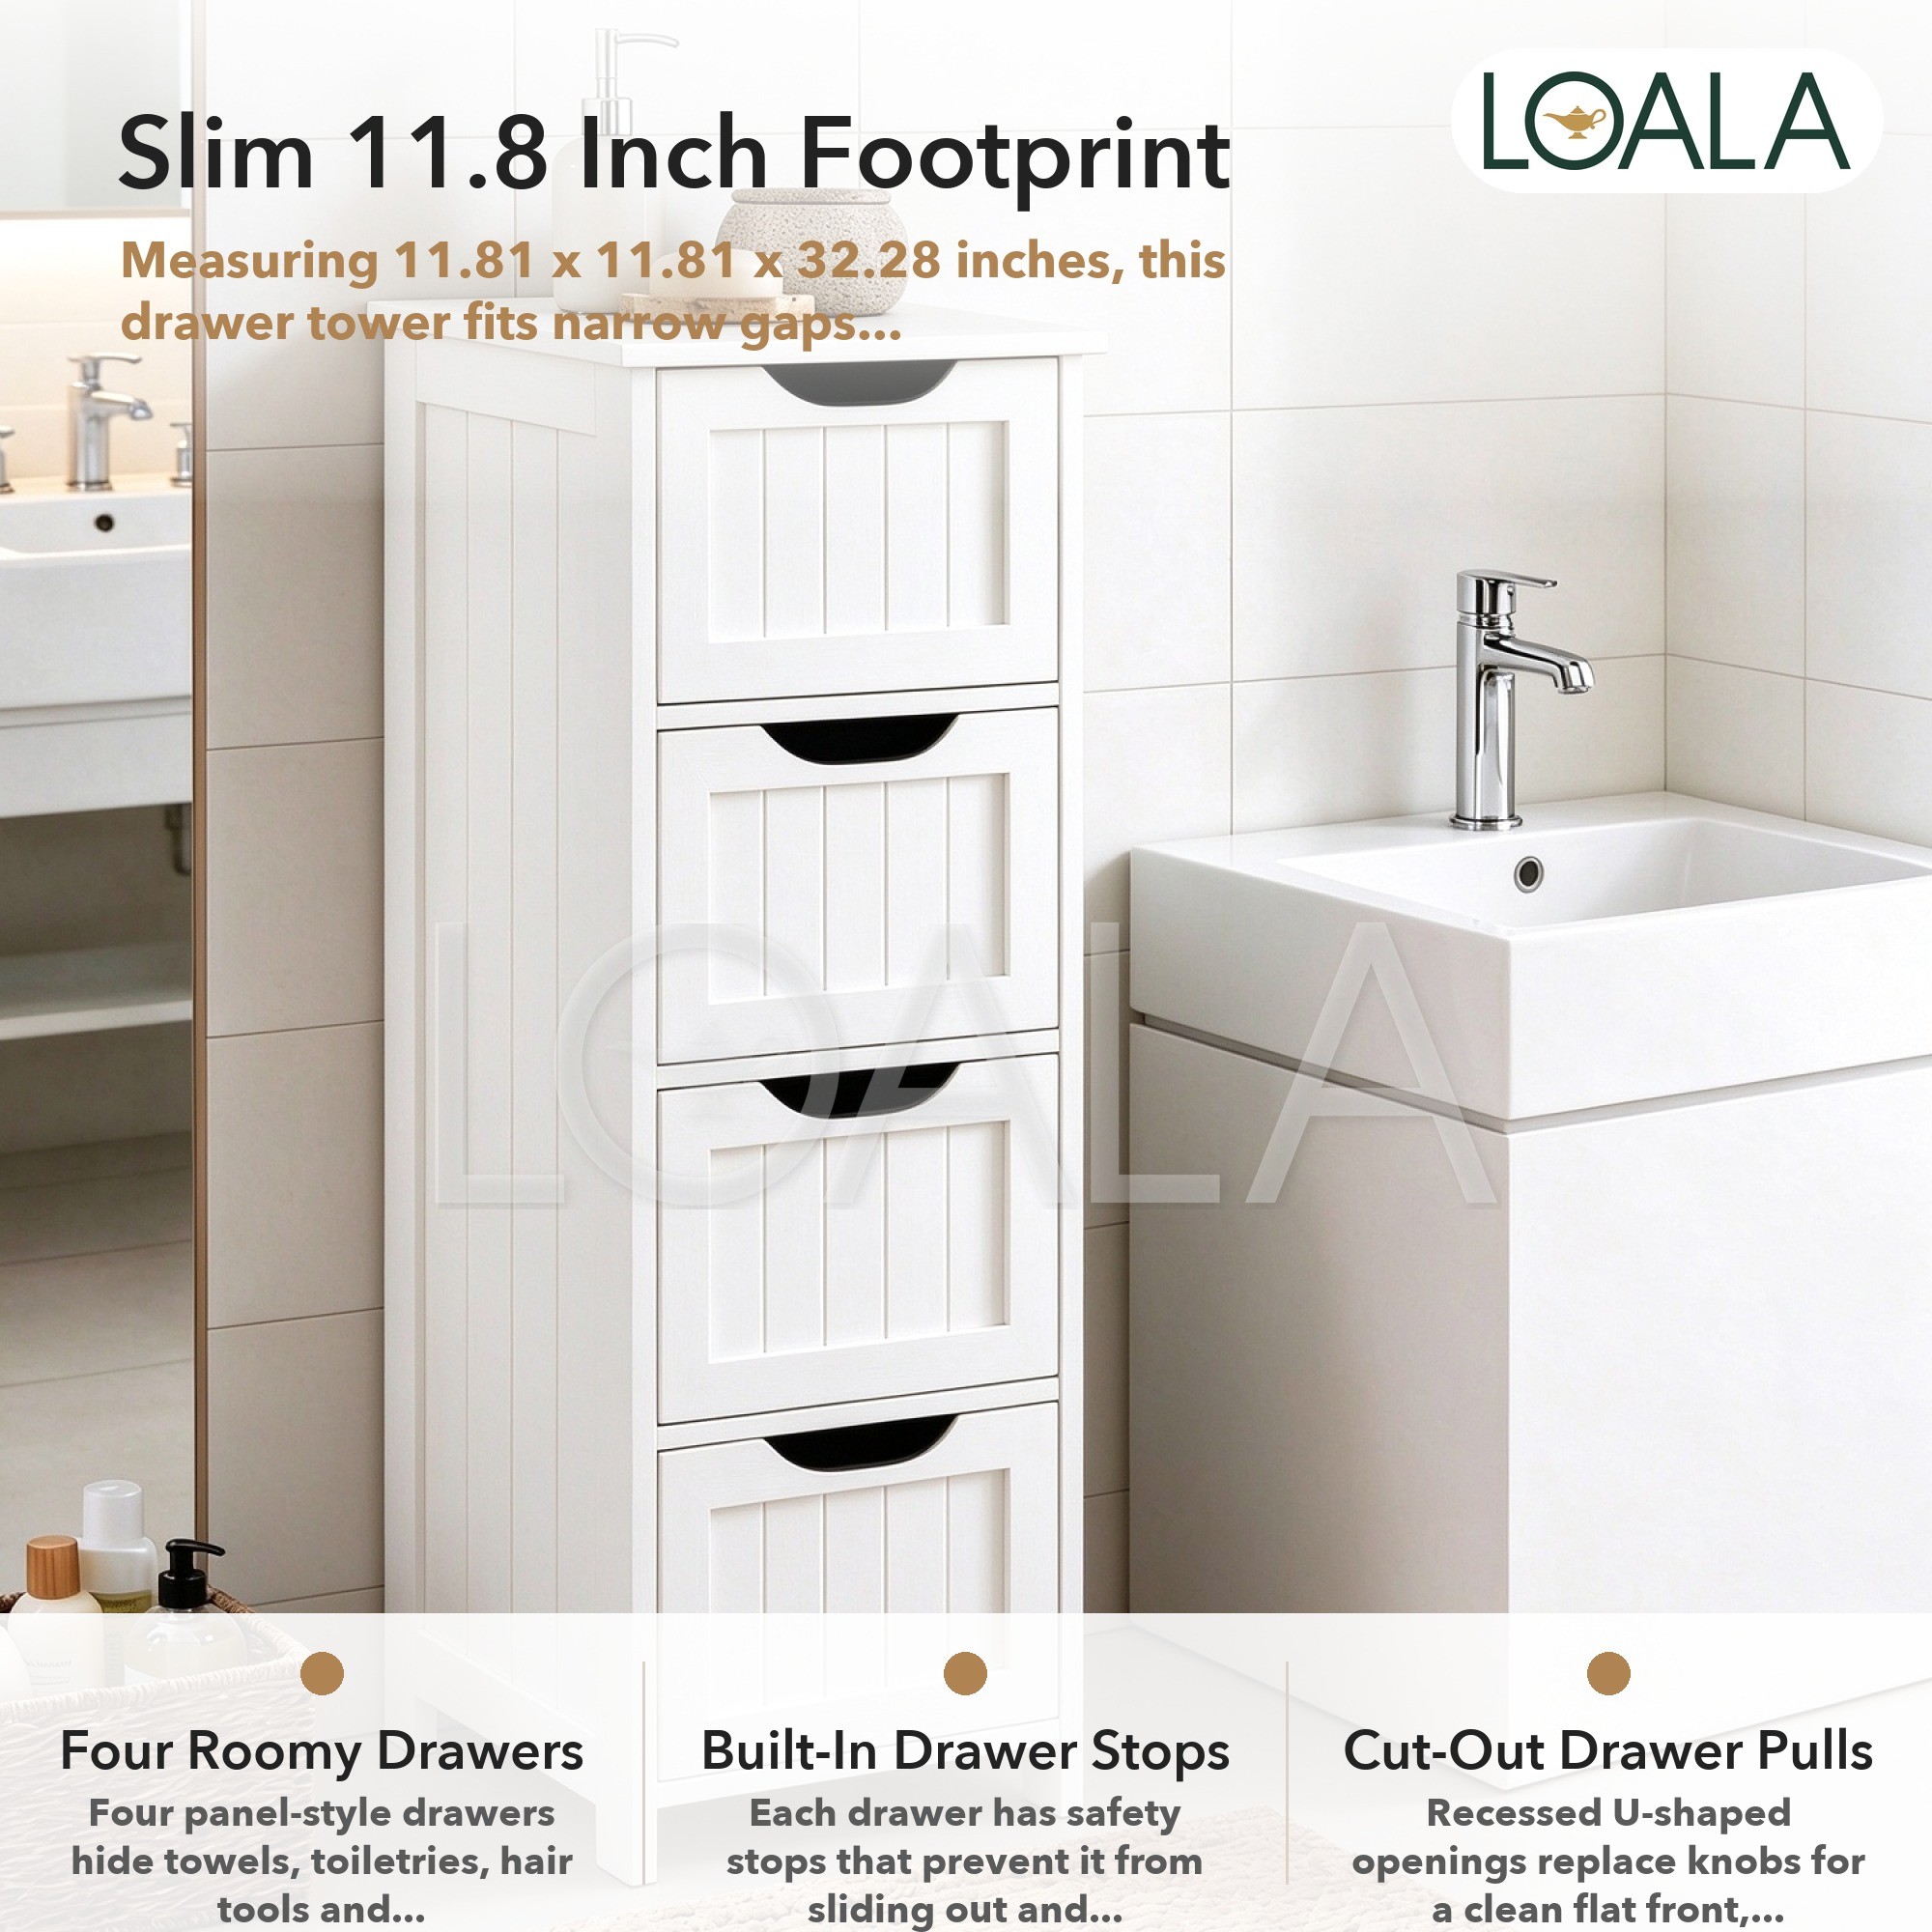 LOALA
Slim 11.8 Inch Footprint
Measuring 11.81 x 11.81 x 32.28 inches, this
drawer tower fits narrow gaps...
LOALA
Four Roomy Drawers
Four panel-style drawers
hide towels, toiletries, hair
tools and...
Built-In Drawer Stops
Each drawer has safety
stops that prevent it from
sliding out and...
Cut-Out Drawer Pulls
Recessed U-shaped
openings replace knobs for
a clean flat front,...